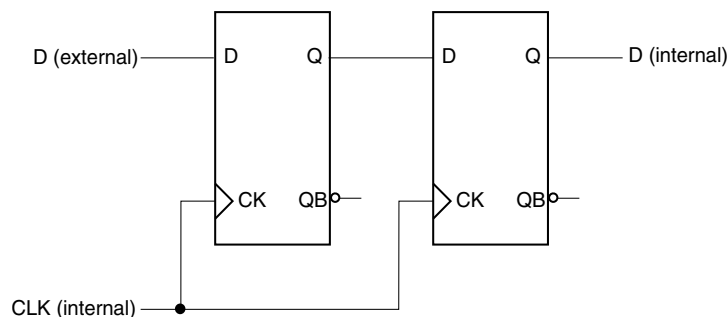 D (external)
D
Q
D
Q
D (internal)
CK
QB
CK
QB
CLK (internal)